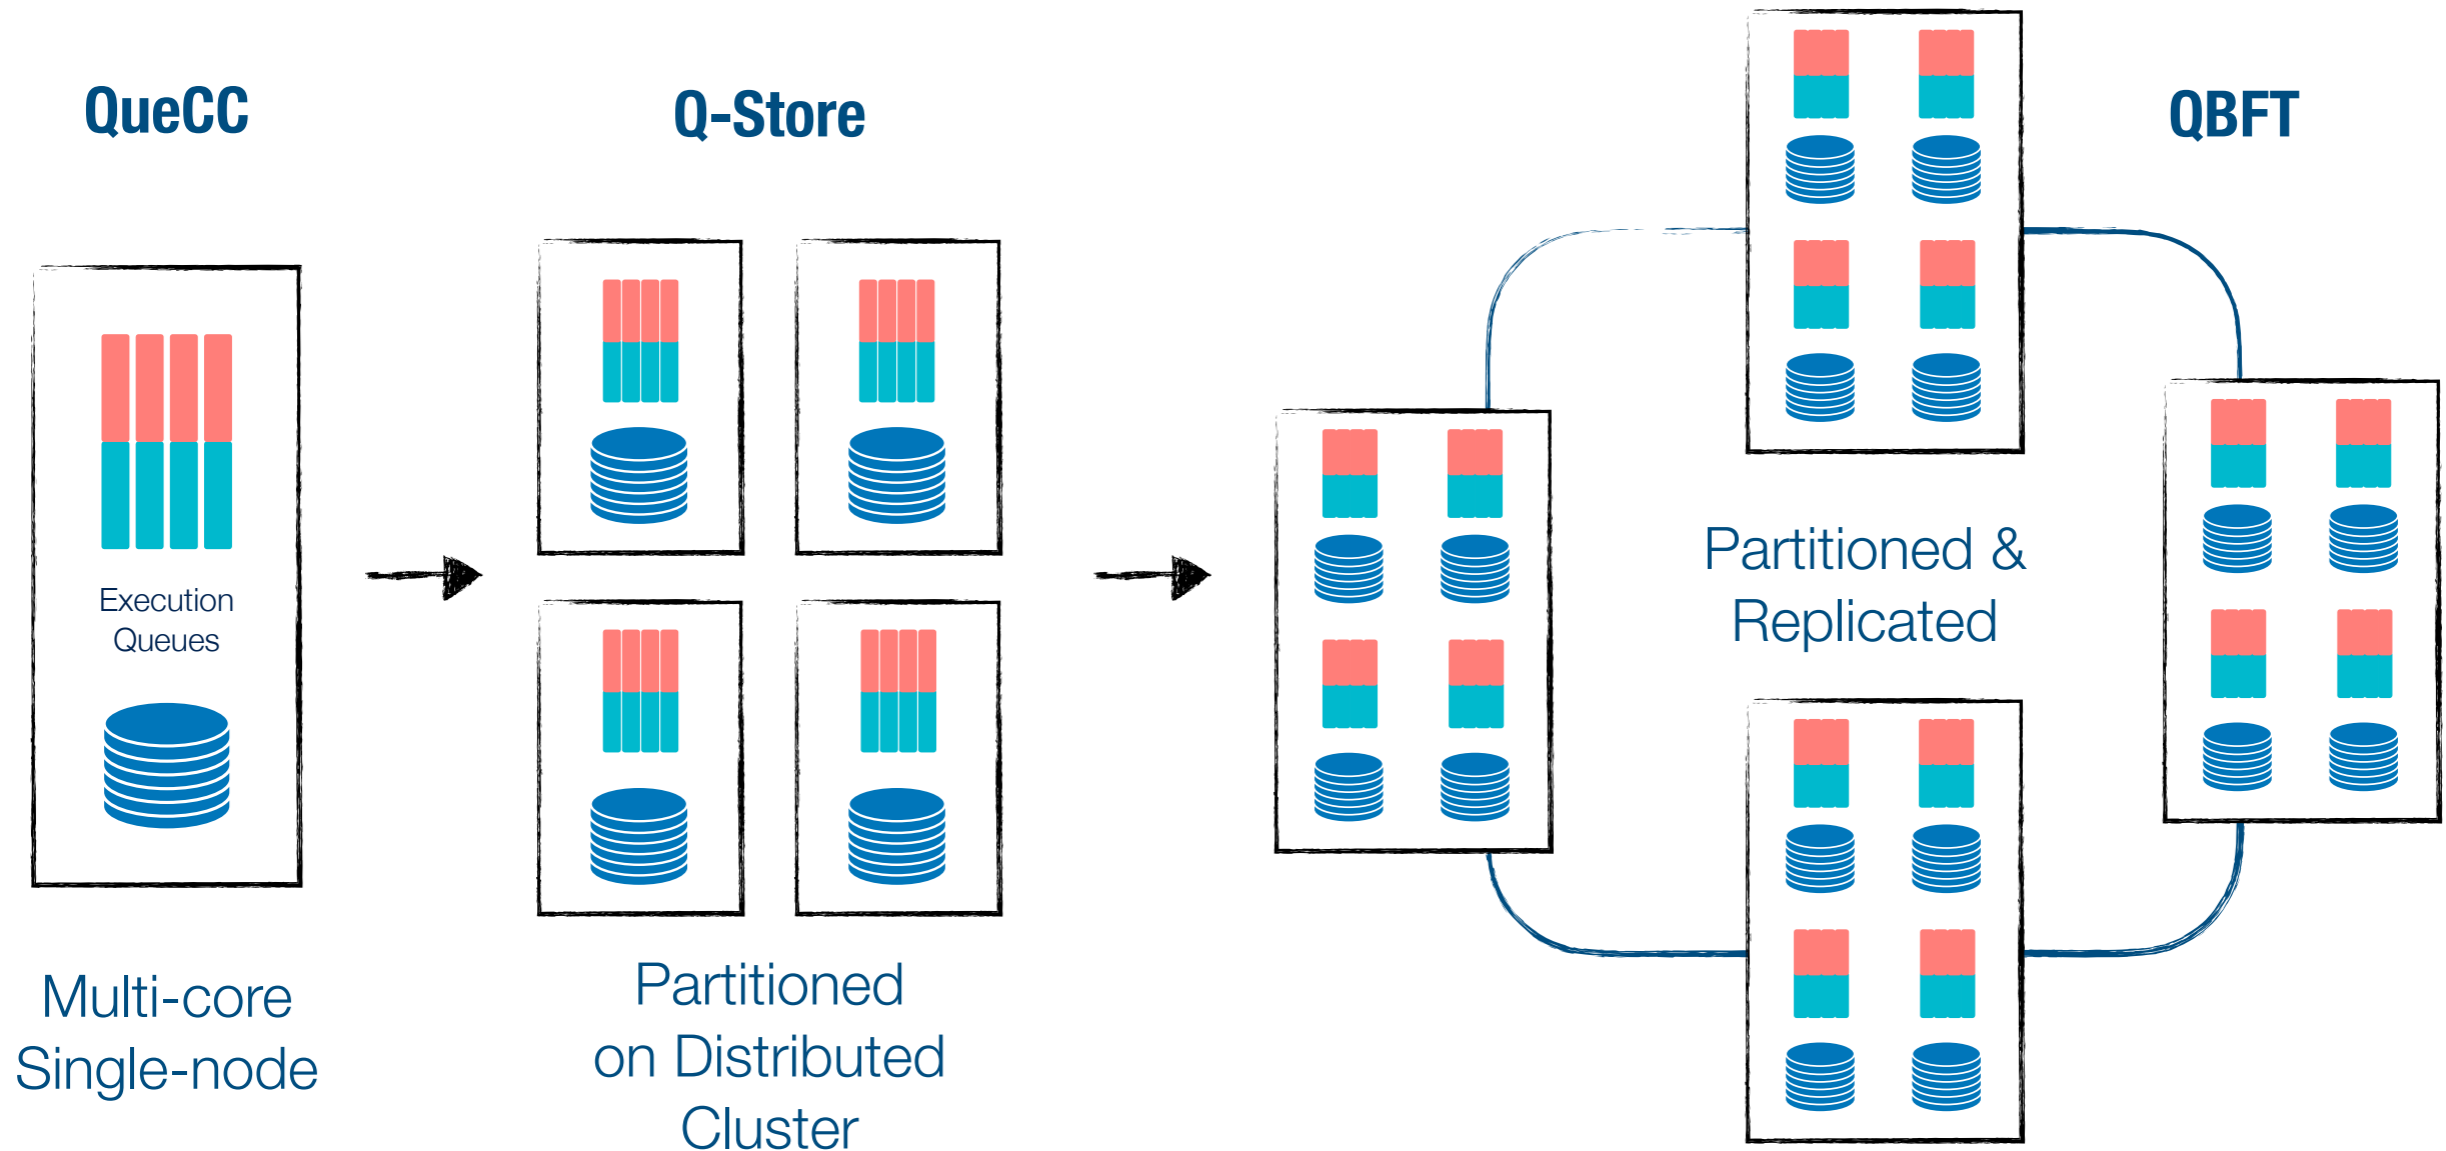 QueCC
Execution
Queues
Multi-core
Single-node
Q-Store
Partitioned
on Distributed
Cluster
QBFT
Partitioned &
Replicated